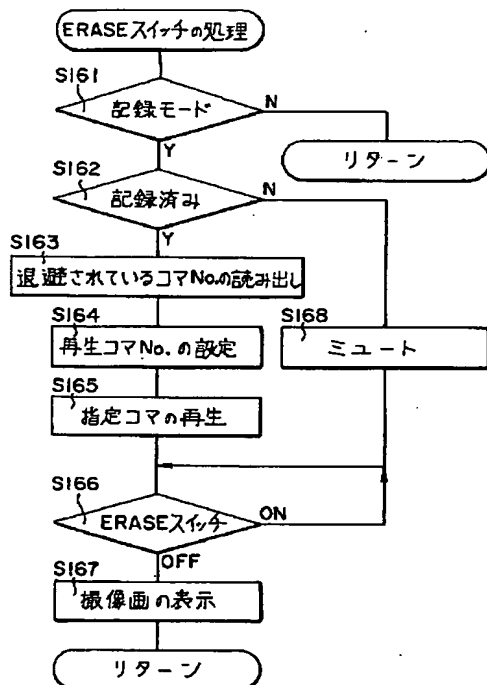 ERASEスイッチの処理
S161
記録モード
N
Y
リターン
S162
記録済み
N
Y
S163
退避されているコマNo.の読み出し
S164
再生コマNo.の設定
S168
ミュート
S165
指定コマの再生
S166
ERASEスイッチ
ON
OFF
S167
撮像画の表示
リターン